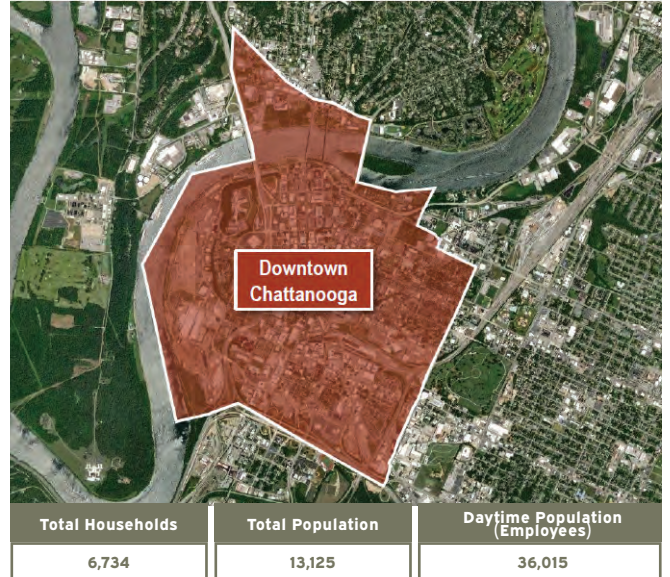 Downtown
Chattanooga
Total Households
Total Population
Daytime Population
(Employees)
6,734
13,125
36,015